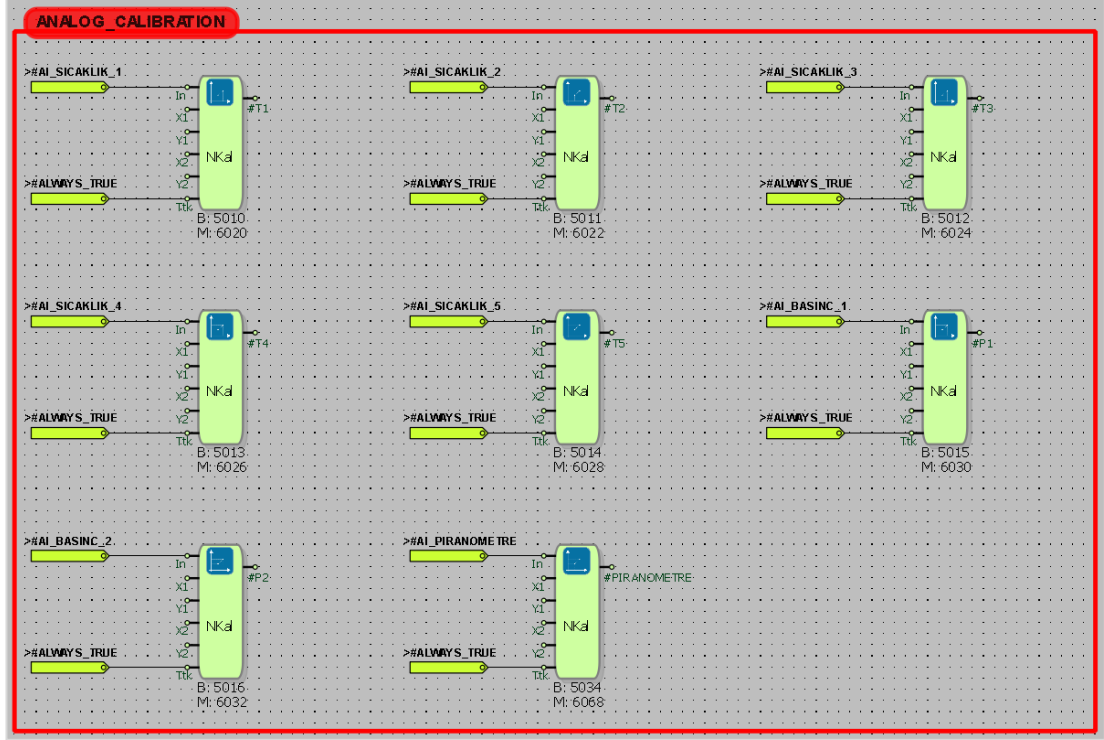 ANALOG_CALIBRATION
>#AI_SICAKLIK_1
In
X1
Y1
X2
Y2
Ttk
NKal
#T1
>#ALWAYS_TRUE
B: 5010
M: 6020
>#AI_SICAKLIK_2
In
X1
Y1
X2
Y2
Ttk
NKal
#T2
>#ALWAYS_TRUE
B: 5011
M: 6022
>#AI_SICAKLIK_3
In
X1
Y1
X2
Y2
Ttk
NKal
#T3
>#ALWAYS_TRUE
B: 5012
M: 6024
>#AI_SICAKLIK_4
In
X1
Y1
X2
Y2
Ttk
NKal
#T4
>#ALWAYS_TRUE
B: 5013
M: 6026
>#AI_SICAKLIK_5
In
X1
Y1
X2
Y2
Ttk
NKal
#T5
>#ALWAYS_TRUE
B: 5014
M: 6028
>#AI_BASINC_1
In
X1
Y1
X2
Y2
Ttk
NKal
#P1
>#ALWAYS_TRUE
B: 5015
M: 6030
>#AI_BASINC_2
In
X1
Y1
X2
Y2
Ttk
NKal
#P2
>#ALWAYS_TRUE
B: 5016
M: 6032
>#AI_PIRANOMETRE
In
X1
Y1
X2
Y2
Ttk
NKal
#PIRANOMETRE
>#ALWAYS_TRUE
B: 5034
M: 6068